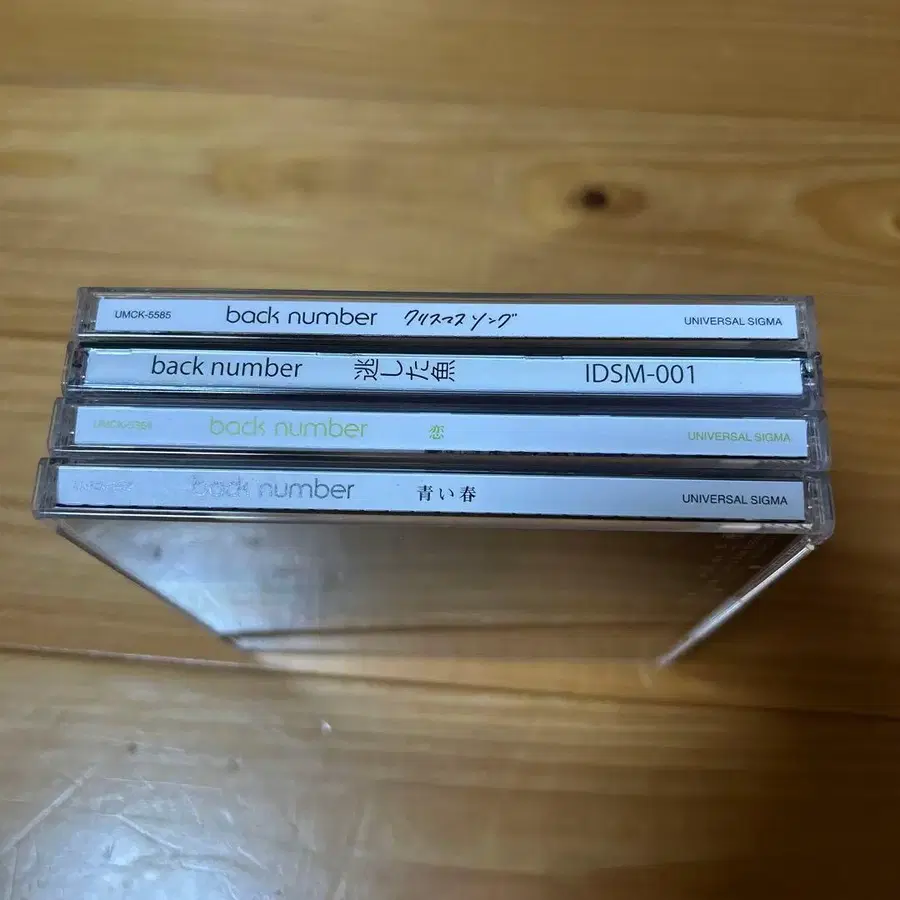 UMCK-5585 back number クリスマスソング UNIVERSAL SIGMA
back number 逃した魚 IDSM-001
back number 恋 UNIVERSAL SIGMA
back number 青い春 UNIVERSAL SIGMA